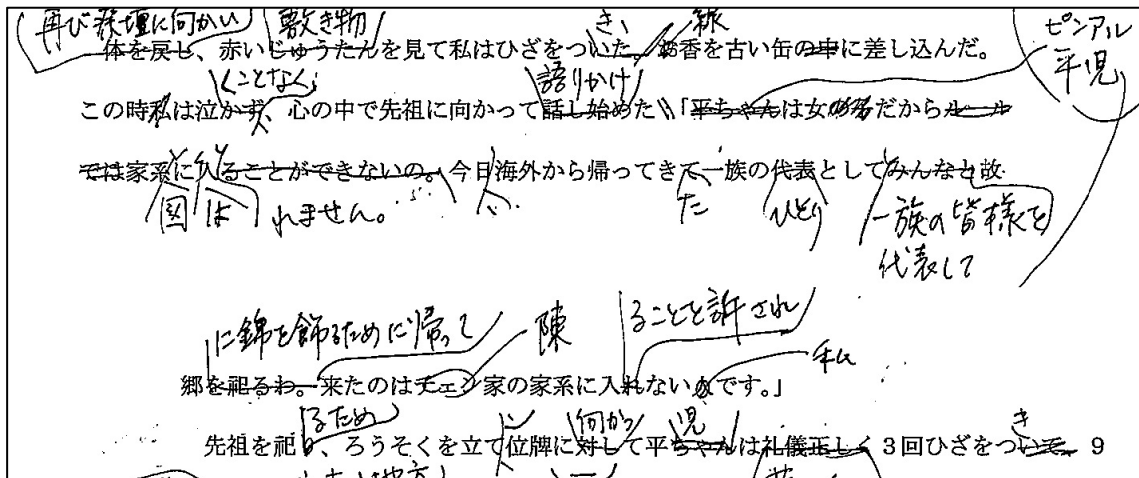 再び祭壇に向かい 敷き物 き、 線
体を戻し、赤いじゅうたんを見て私はひざをついた。お香を古い缶の中に差し込んだ。
ピンアル
平児
ことなく 語りかけ
この時私は泣かず、心の中で先祖に向かって話し始めた。「平ちゃんは女の子だからルール
では家系に入ることができないの。今日海外から帰ってきて一族の代表としてみんなと故
図 は れません。 た ひとり 一族の皆様を
代表して
に錦を飾るために帰って 陳 ることを許され
私
郷を祀るわ。来たのはチェン家の家系に入れないのです。」
るため 向かっ 児 き
先祖を祀り、ろうそくを立て位牌に対して平ちゃんは礼儀正しく3回ひざをついて、9